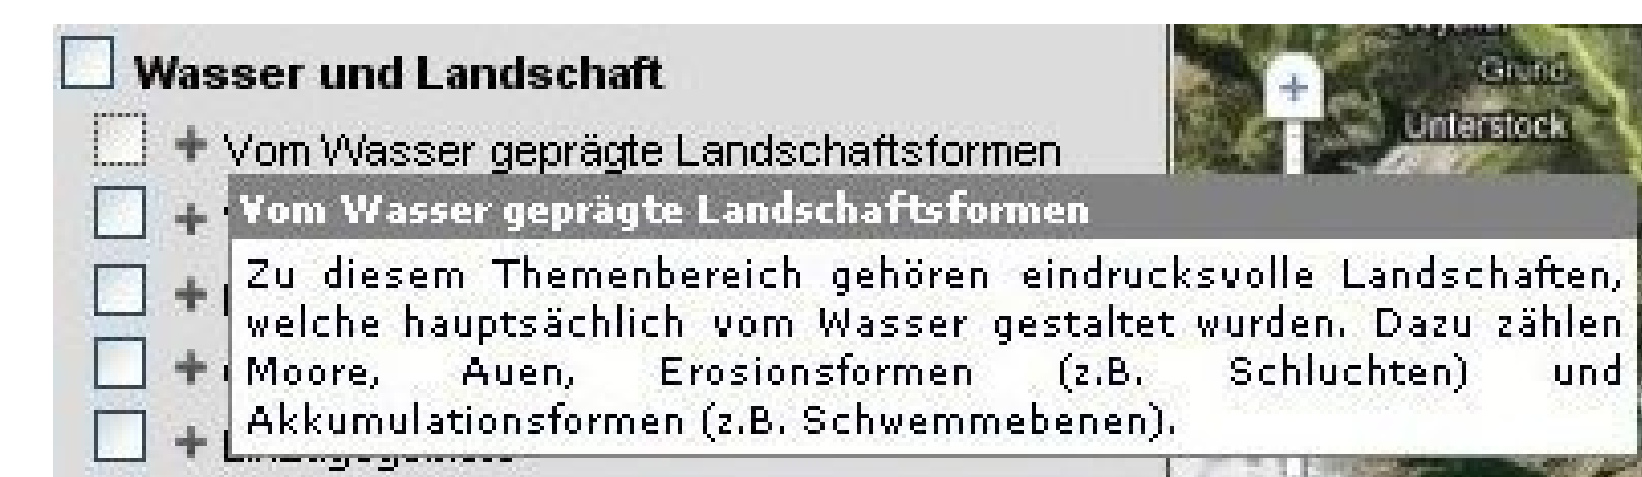 Wasser und Landschaft
Grund
Unterstock
Vom Wasser geprägte Landschaftsformen
Vom Wasser geprägte Landschaftsformen
Zu diesem Themenbereich gehören eindrucksvolle Landschaften,
welche hauptsächlich vom Wasser gestaltet wurden. Dazu zählen
Moore, Auen, Erosionsformen (z.B. Schluchten) und
Akkumulationsformen (z.B. Schwemmebenen).